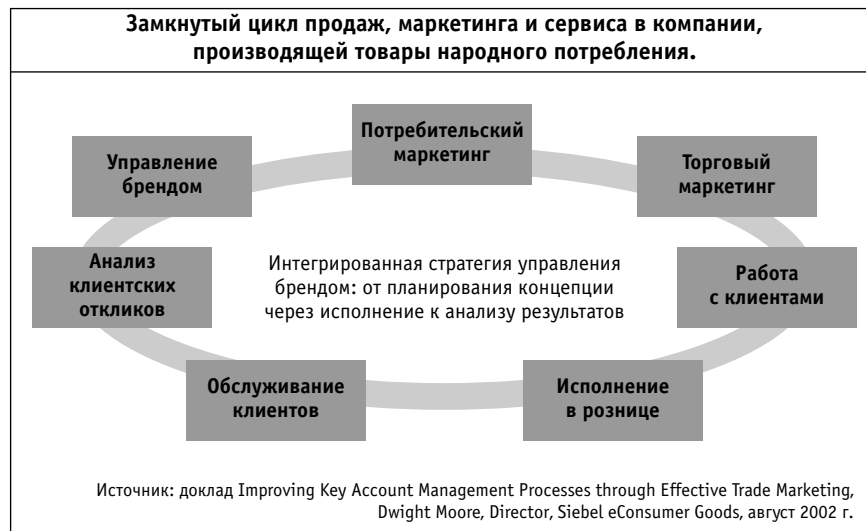 Замкнутый цикл продаж, маркетинга и сервиса в компании,
производящей товары народного потребления.
Потребительский
маркетинг
Управление
брендом
Торговый
маркетинг
Анализ
клиентских
откликов
Интегрированная стратегия управления
брендом: от планирования концепции
через исполнение к анализу результатов
Работа
с клиентами
Обслуживание
клиентов
Исполнение
в рознице
Источник: доклад Improving Key Account Management Processes through Effective Trade Marketing,
Dwight Moore, Director, Siebel eConsumer Goods, август 2002 г.